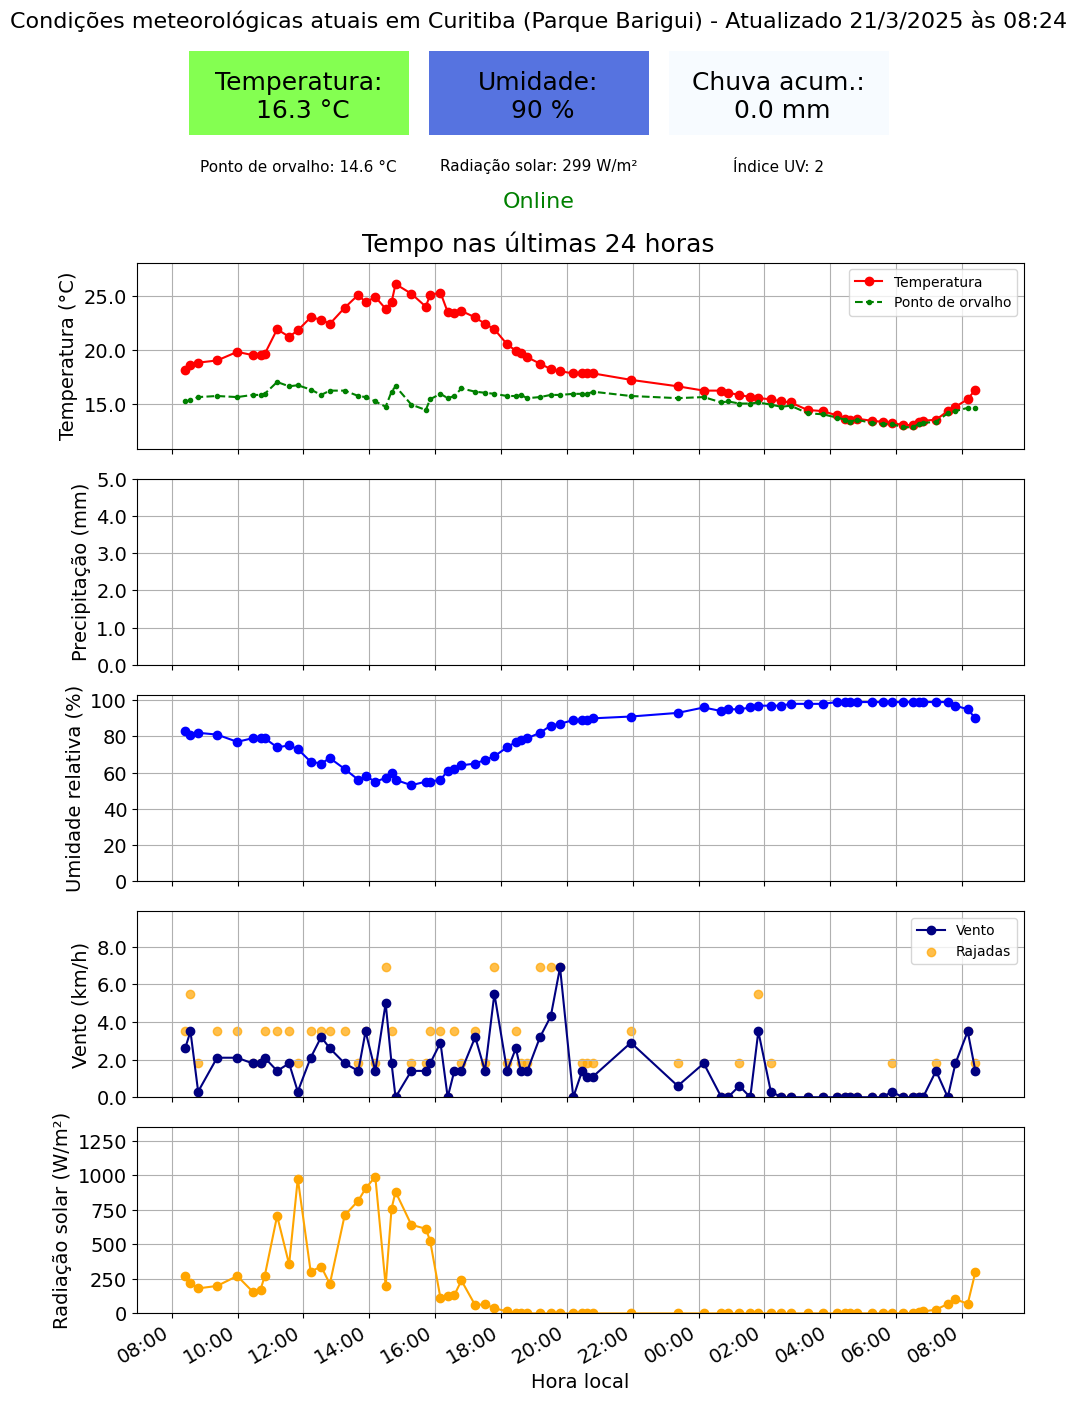 Condições meteorológicas atuais em Curitiba (Parque Barigui) - Atualizado 21/3/2025 às 08:24
Temperatura:
16.3 °C
Umidade:
90 %
Chuva acum.:
0.0 mm
Ponto de orvalho: 14.6 °C
Radiação solar: 299 W/m²
Índice UV: 2
Online
Tempo nas últimas 24 horas
Temperatura (°C)
25.0
20.0
15.0
Temperatura
Ponto de orvalho
Precipitação (mm)
5.0
4.0
3.0
2.0
1.0
0.0
Umidade relativa (%)
100
80
60
40
20
0
Vento (km/h)
8.0
6.0
4.0
2.0
0.0
Vento
Rajadas
Radiação solar (W/m²)
1250
1000
750
500
250
0
08:00
10:00
12:00
14:00
16:00
18:00
20:00
22:00
00:00
02:00
04:00
06:00
08:00
Hora local